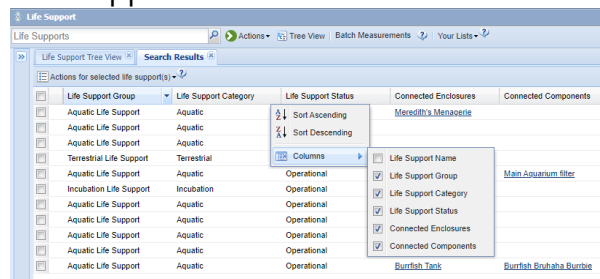 Life Support
Life Supports Actions Tree View Batch Measurements Your Lists
Life Support Tree View Search Results
Actions for selected life support(s)
Life Support Group Life Support Category Life Support Status Connected Enclosures Connected Components
Aquatic Life Support Aquatic Sort Ascending Meredith's Menagerie
Aquatic Life Support Aquatic Sort Descending
Aquatic Life Support Aquatic
Terrestrial Life Support Terrestrial Columns Life Support Name
Aquatic Life Support Aquatic Operational Life Support Group Main Aquarium filter
Incubation Life Support Incubation Operational Life Support Category
Aquatic Life Support Aquatic Operational
Aquatic Life Support Aquatic Operational Life Support Status
Aquatic Life Support Aquatic Operational Connected Enclosures
Aquatic Life Support Aquatic Operational Connected Components
Aquatic Life Support Aquatic Operational Burrfish Tank Burrfish Bruhaha Burrbie